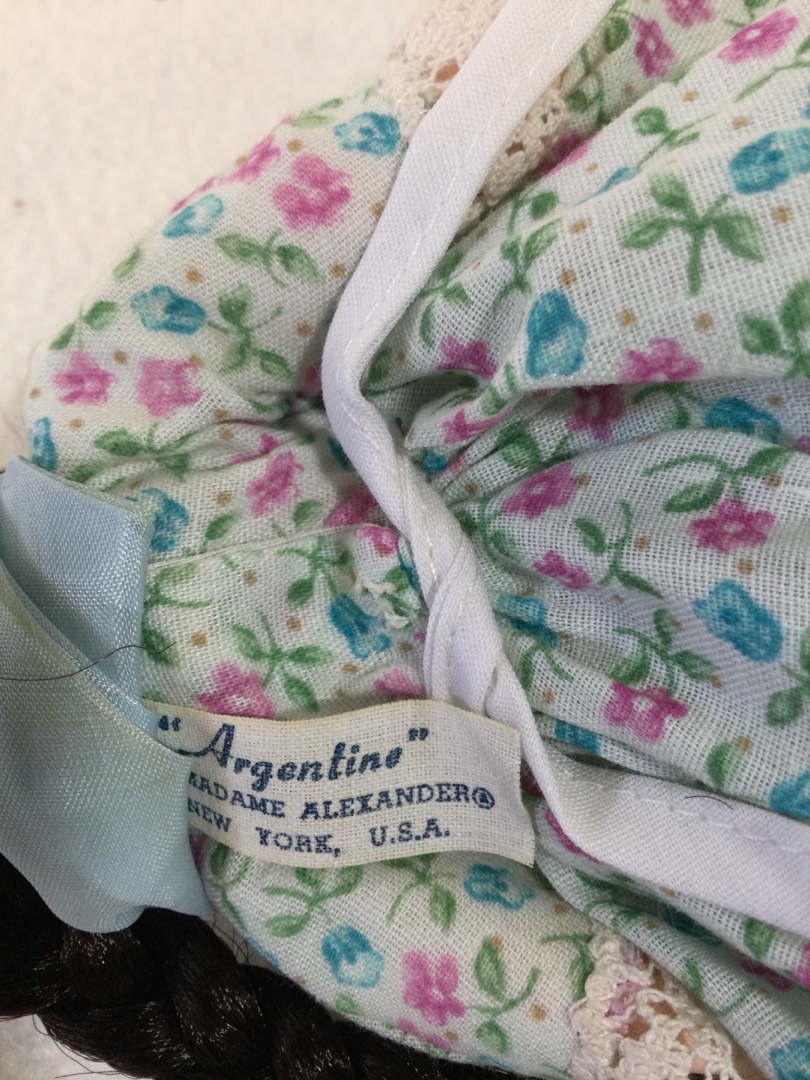 "Argentine"
MADAME ALEXANDER®
NEW YORK, U.S.A.